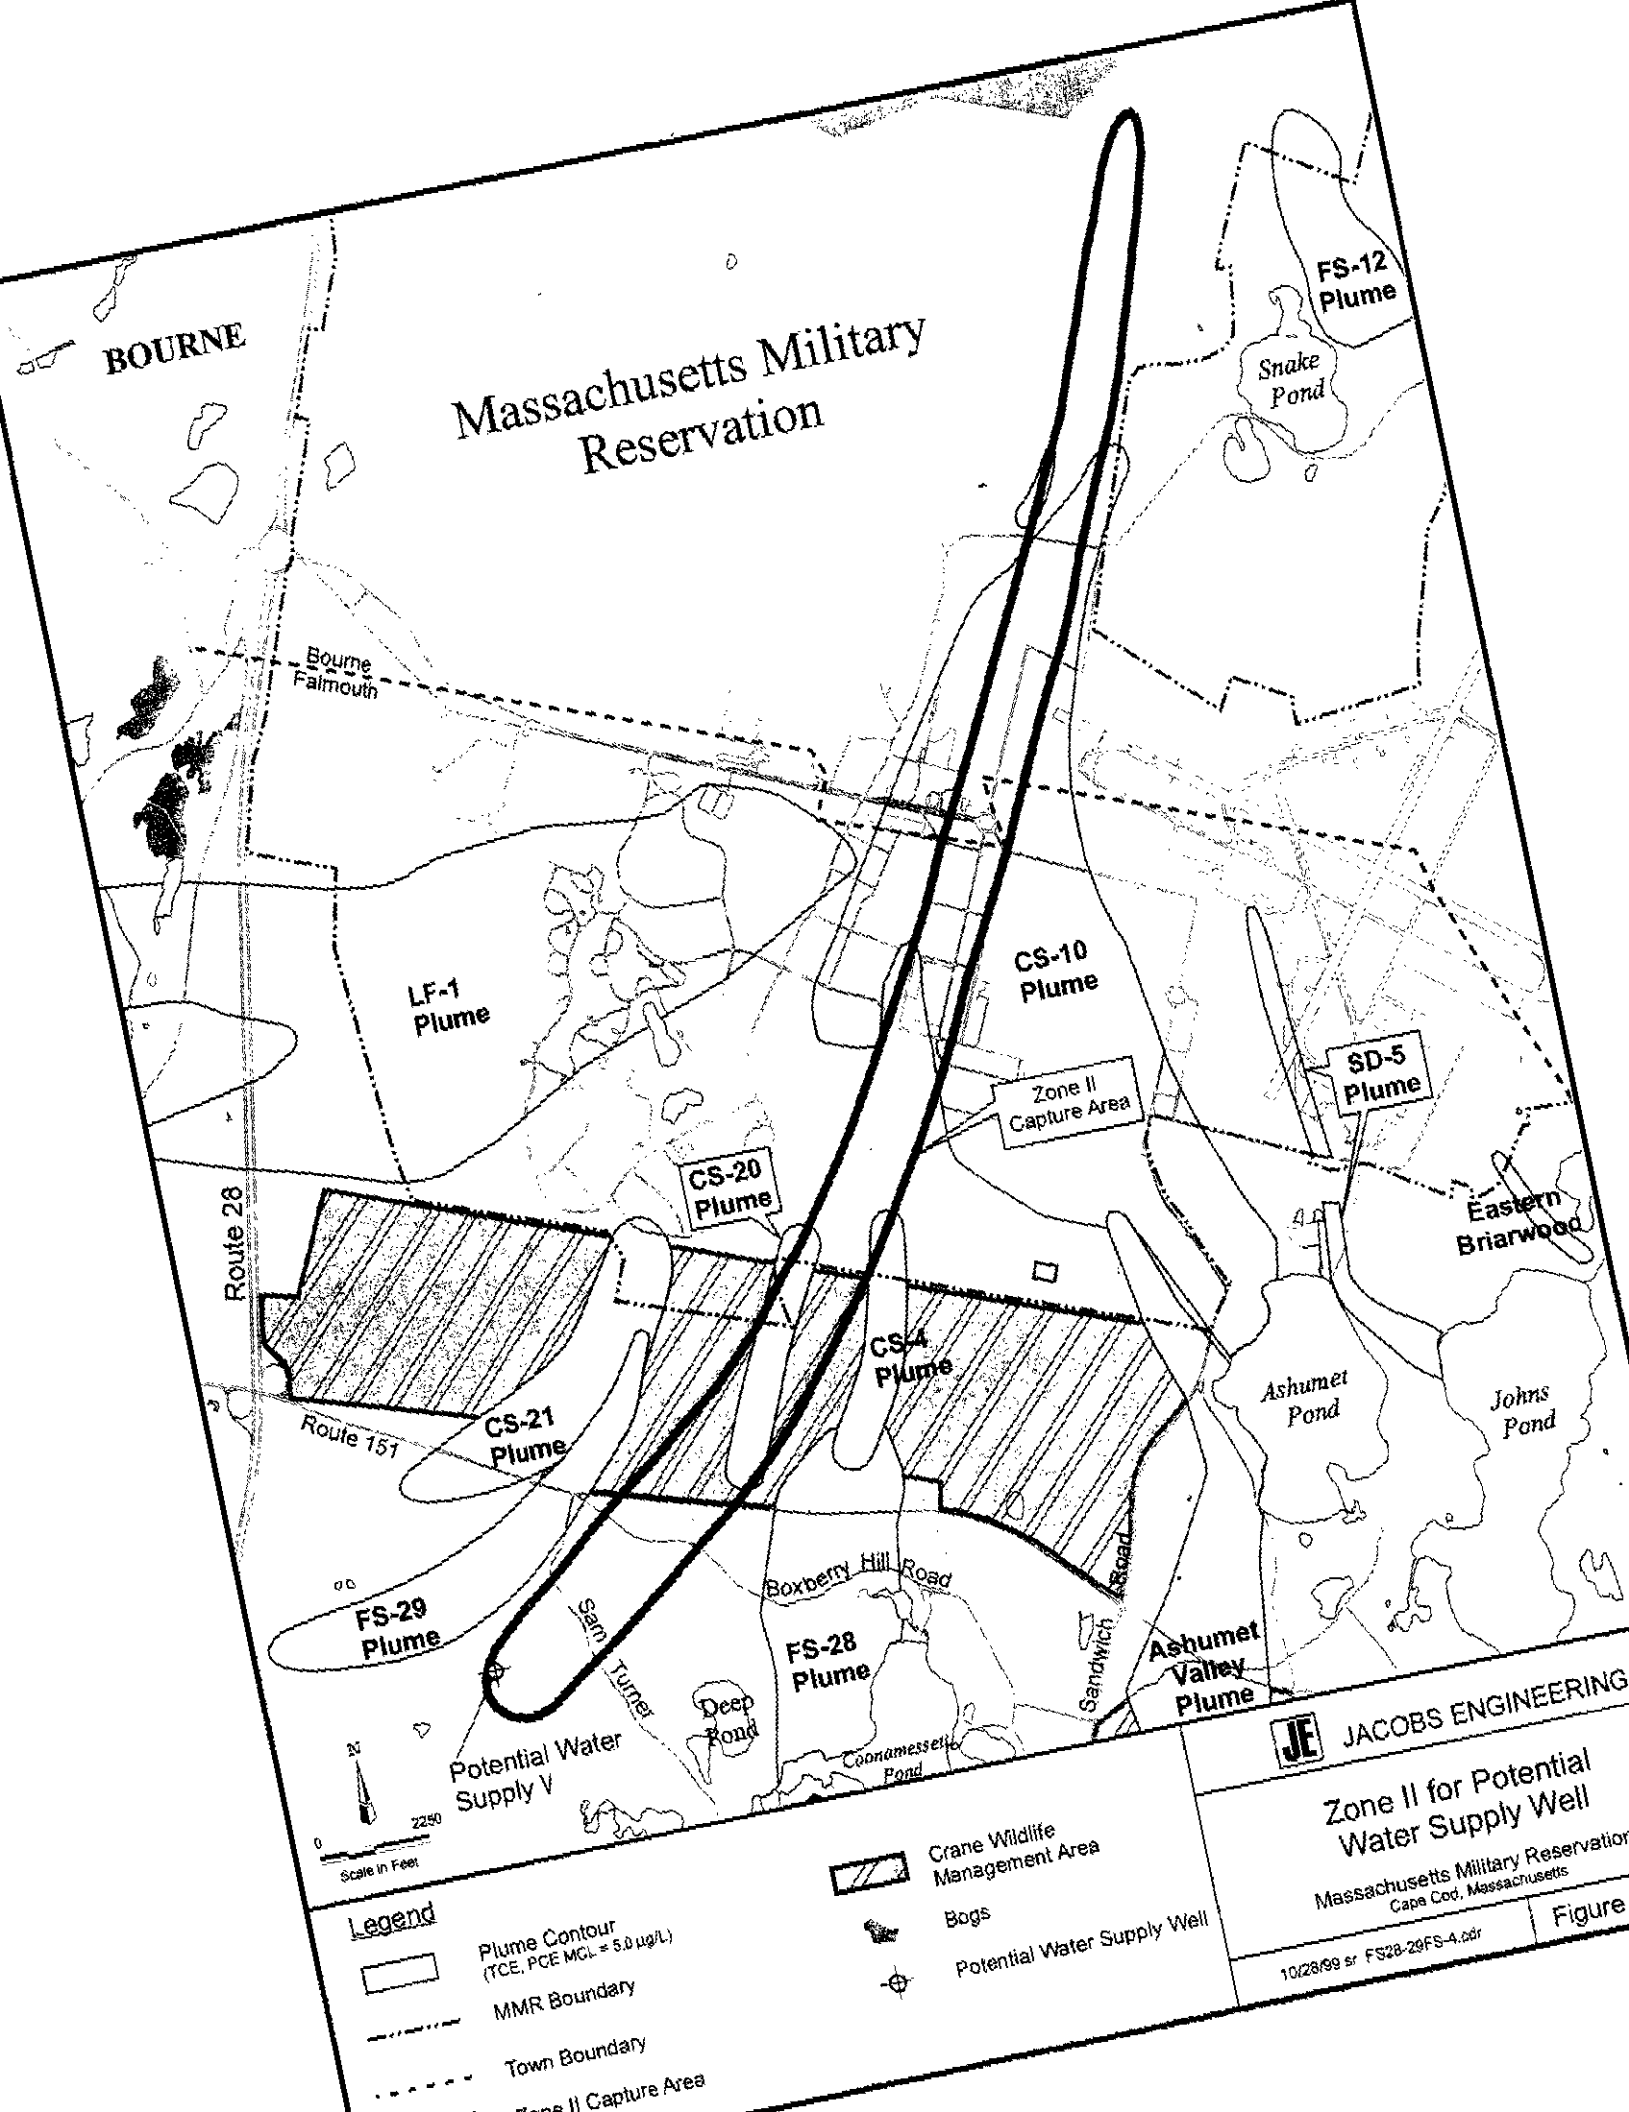 BOURNE
Massachusetts Military
Reservation
FS-12
Plume
Snake
Pond
Bourne
Falmouth
LF-1
Plume
CS-10
Plume
SD-5
Plume
Zone II
Capture Area
CS-20
Plume
Route 28
Eastern
Briarwood
CS-4
Plume
Ashumet
Pond
Johns
Pond
CS-21
Plume
Route 151
Boxberry Hill Road
Sandwich Road
FS-29
Plume
Sam Turner
FS-28
Plume
Ashumet
Valley
Plume
Deep
Pond
Coonamessett
Pond
Potential Water
Supply
N
0 2250
Scale in Feet
Legend
Plume Contour
(TCE, PCE MCL = 5.0 µg/L)
MMR Boundary
Town Boundary
Zone II Capture Area
Crane Wildlife
Management Area
Bogs
Potential Water Supply Well
JE JACOBS ENGINEERING
Zone II for Potential
Water Supply Well
Massachusetts Military Reservation
Cape Cod, Massachusetts
10/28/99 sr FS28-29FS-4.cdr
Figure